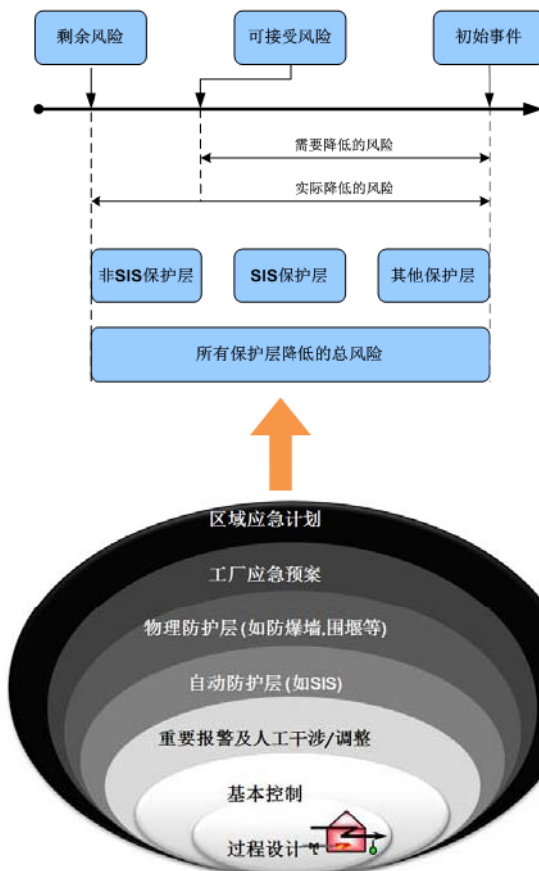 剩余风险
可接受风险
初始事件
需要降低的风险
实际降低的风险
非SIS保护层
SIS保护层
其他保护层
所有保护层降低的总风险
区域应急计划
工厂应急预案
物理防护层(如防爆墙,围堰等)
自动防护层(如SIS)
重要报警及人工干涉/调整
基本控制
过程设计